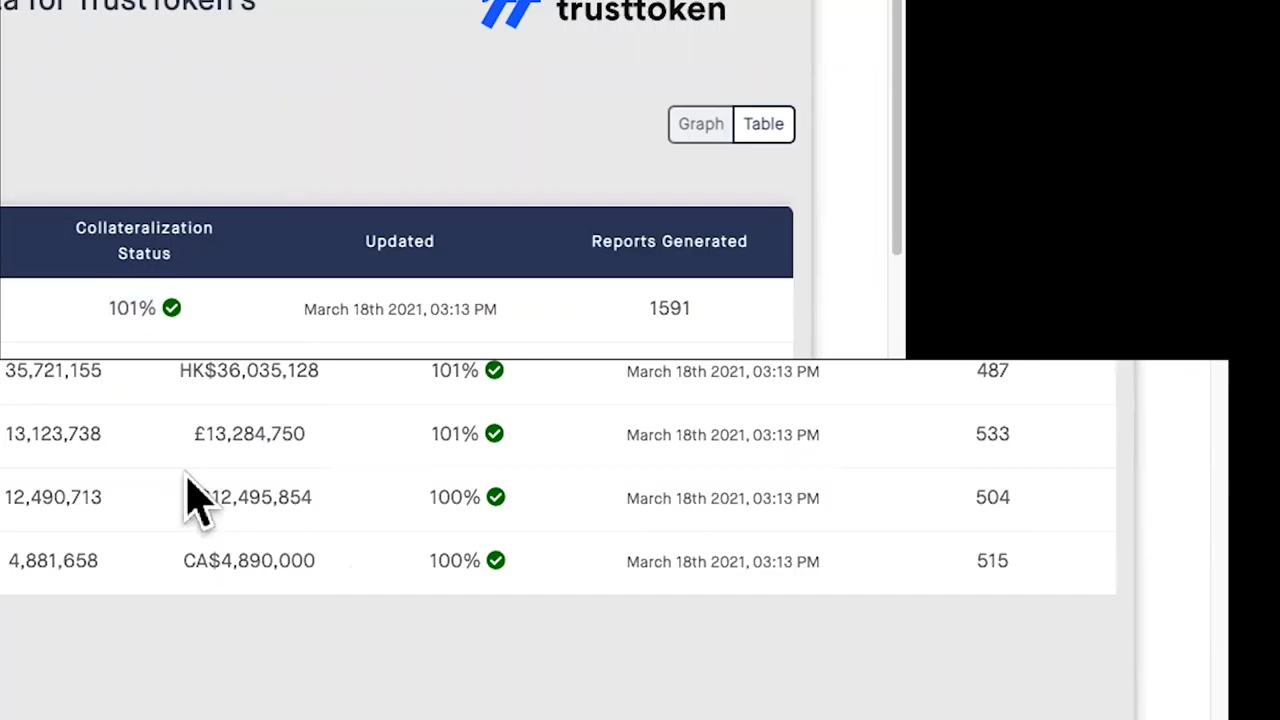 ta for TrustToken's
trusttoken
Graph Table
Collateralization
Status
Updated
Reports Generated
101% March 18th 2021, 03:13 PM 1591
35,721,155 HK$36,035,128 101% March 18th 2021, 03:13 PM 487
13,123,738 £13,284,750 101% March 18th 2021, 03:13 PM 533
12,490,713 12,495,854 100% March 18th 2021, 03:13 PM 504
4,881,658 CA$4,890,000 100% March 18th 2021, 03:13 PM 515